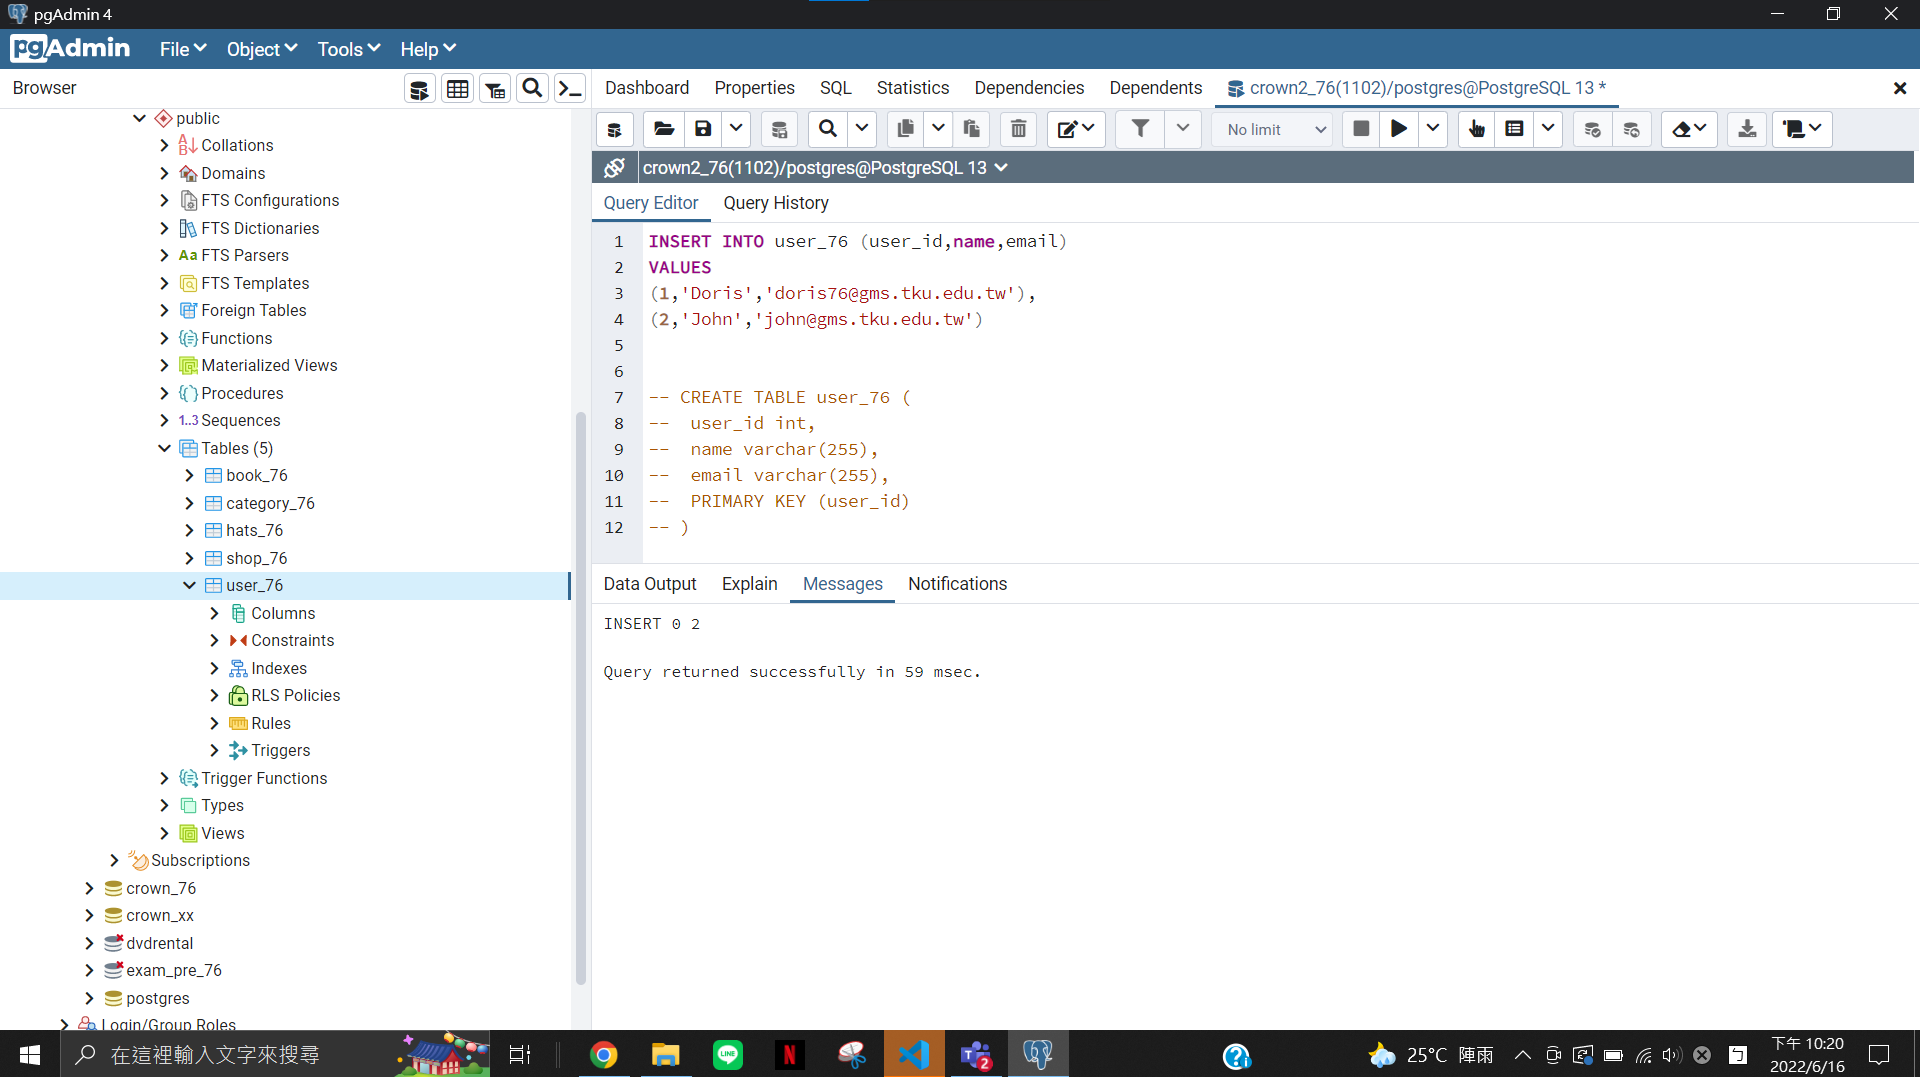 pgAdmin 4
pgAdmin File Object Tools Help
Browser
public
Collations
Domains
FTS Configurations
FTS Dictionaries
Aa FTS Parsers
FTS Templates
Foreign Tables
Functions
Materialized Views
Procedures
1..3 Sequences
Tables (5)
book_76
category_76
hats_76
shop_76
user_76
Columns
Constraints
Indexes
RLS Policies
Rules
Triggers
Trigger Functions
Types
Views
Subscriptions
crown_76
crown_xx
dvdrental
exam_pre_76
postgres
Login/Group Roles
Dashboard Properties SQL Statistics Dependencies Dependents crown2_76(1102)/postgres@PostgreSQL 13 *
No limit
crown2_76(1102)/postgres@PostgreSQL 13
Query Editor Query History
1 INSERT INTO user_76 (user_id,name,email)
2 VALUES
3 (1,'Doris','doris76@gms.tku.edu.tw'),
4 (2,'John','john@gms.tku.edu.tw')
5
6
7 -- CREATE TABLE user_76 (
8 -- user_id int,
9 -- name varchar(255),
10 -- email varchar(255),
11 -- PRIMARY KEY (user_id)
12 -- )
Data Output Explain Messages Notifications
INSERT 0 2
Query returned successfully in 59 msec.
在這裡輸入文字來搜尋
LINE
N
2
25°C 陣雨
下午 10:20
2022/6/16